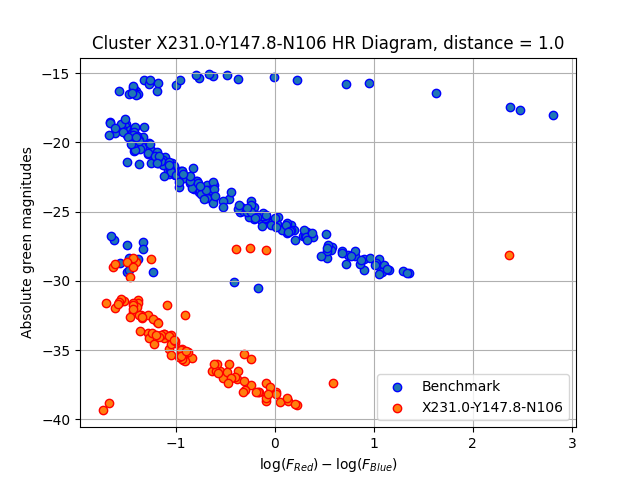 Cluster X231.0-Y147.8-N106 HR Diagram, distance = 1.0
Absolute green magnitudes
−15
−20
−25
−30
−35
−40
−1
0
1
2
3
log(F_Red) − log(F_Blue)
Benchmark
X231.0-Y147.8-N106